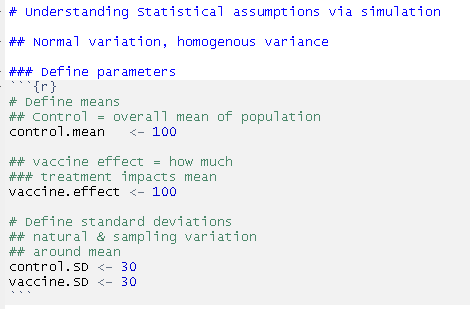 # Understanding Statistical assumptions via simulation
## Normal variation, homogenous variance
### Define parameters
```{r}
# Define means
## Control = overall mean of population
control.mean   <- 100
## vaccine effect = how much
### treatment impacts mean
vaccine.effect <- 100
# Define standard deviations
## natural & sampling variation
## around mean
control.SD <- 30
vaccine.SD <- 30
```